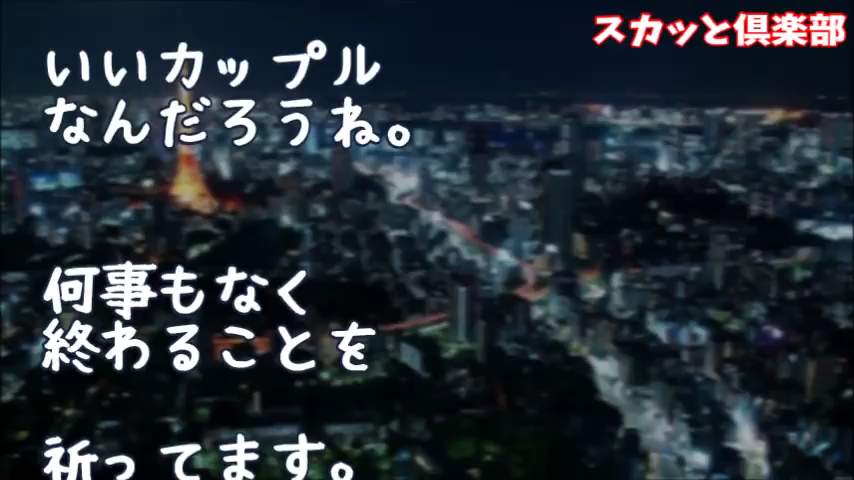 スカッと倶楽部
いいカップル
なんだろうね。
何事もなく
終わることを
祈ってます。